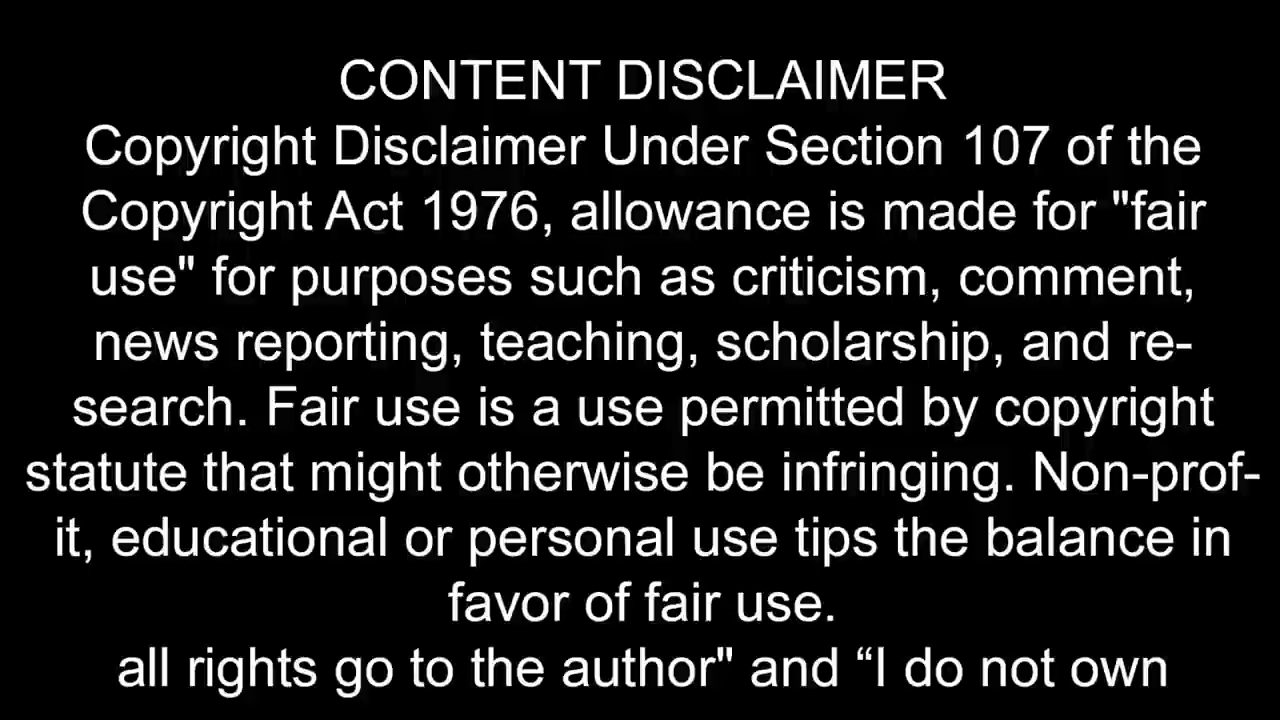 CONTENT DISCLAIMER
Copyright Disclaimer Under Section 107 of the
Copyright Act 1976, allowance is made for "fair
use" for purposes such as criticism, comment,
news reporting, teaching, scholarship, and re-
search. Fair use is a use permitted by copyright
statute that might otherwise be infringing. Non-prof-
it, educational or personal use tips the balance in
favor of fair use.
all rights go to the author" and “I do not own